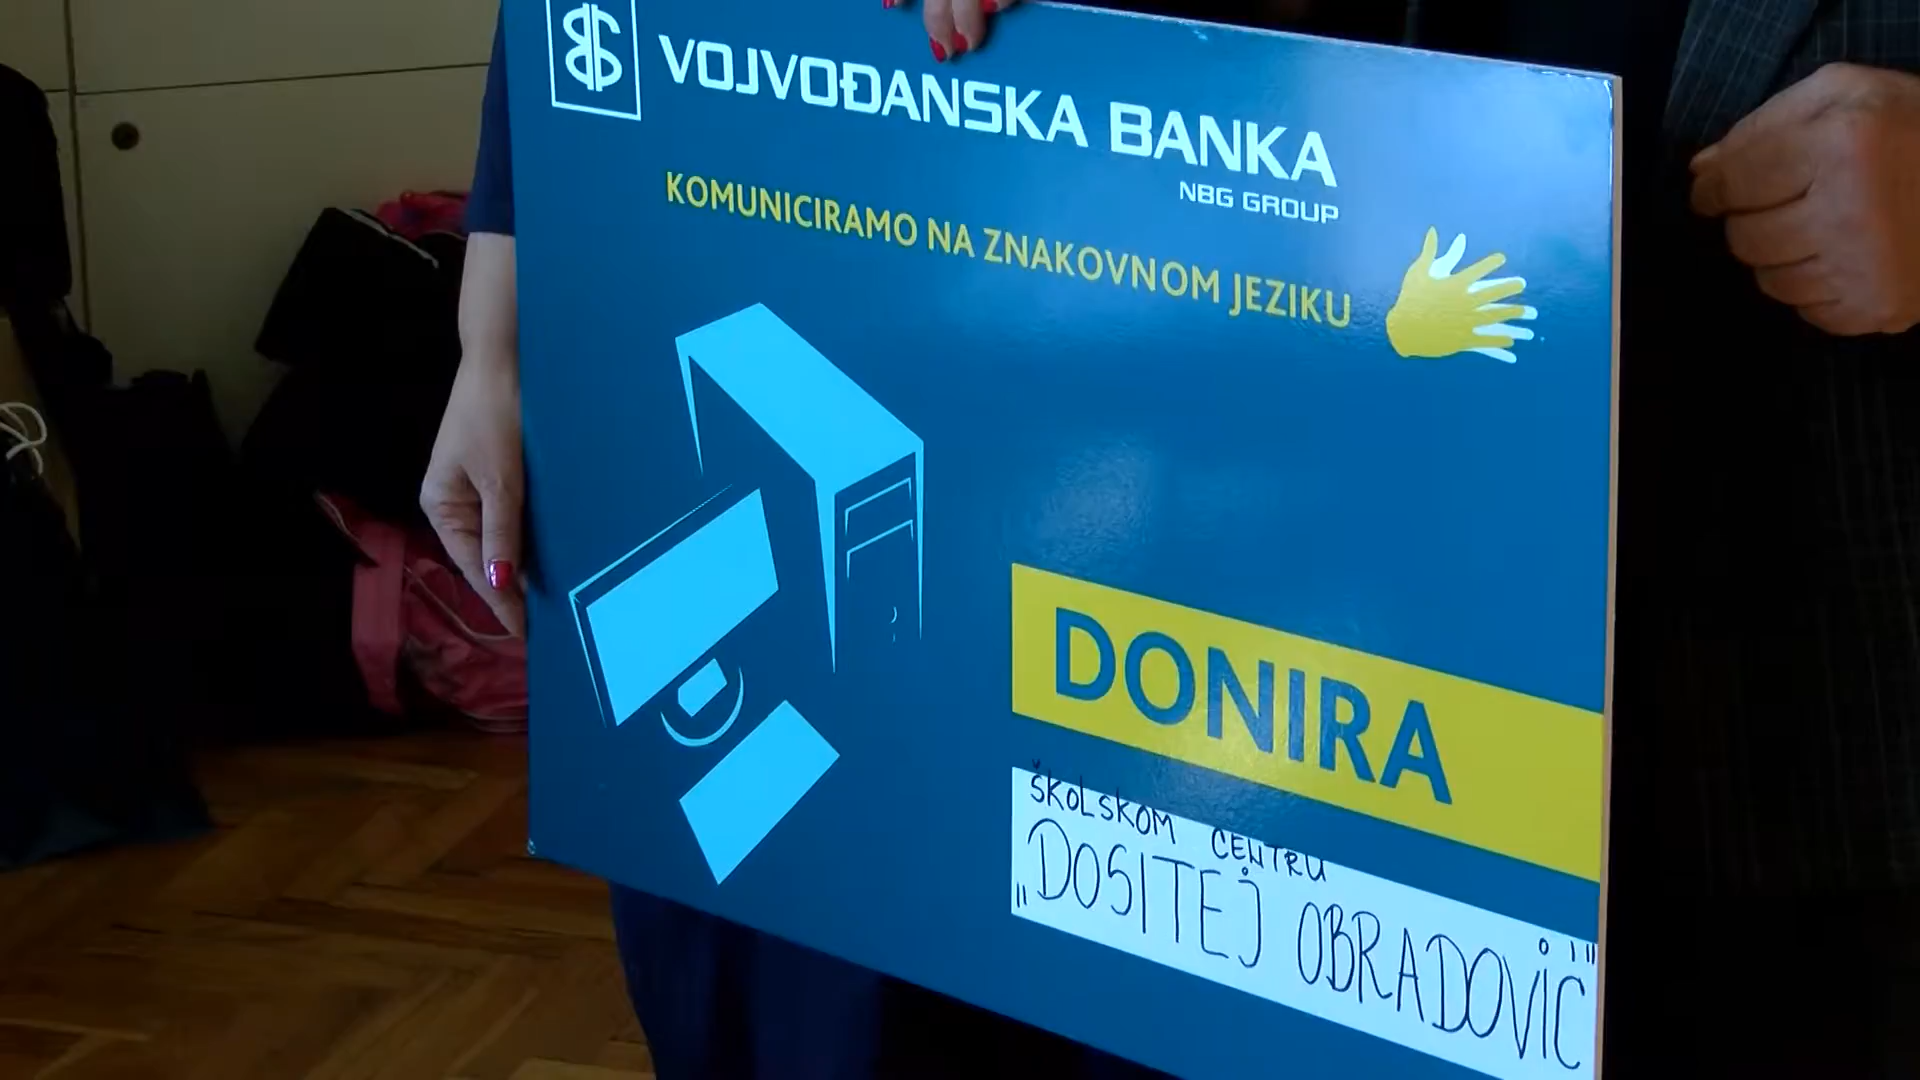 VOJVOĐANSKA BANKA
NBG GROUP
KOMUNICIRAMO NA ZNAKOVNOM JEZIKU
DONIRA
ŠKOLSKOM CENTRU
„DOSITEJ OBRADOVIĆ"